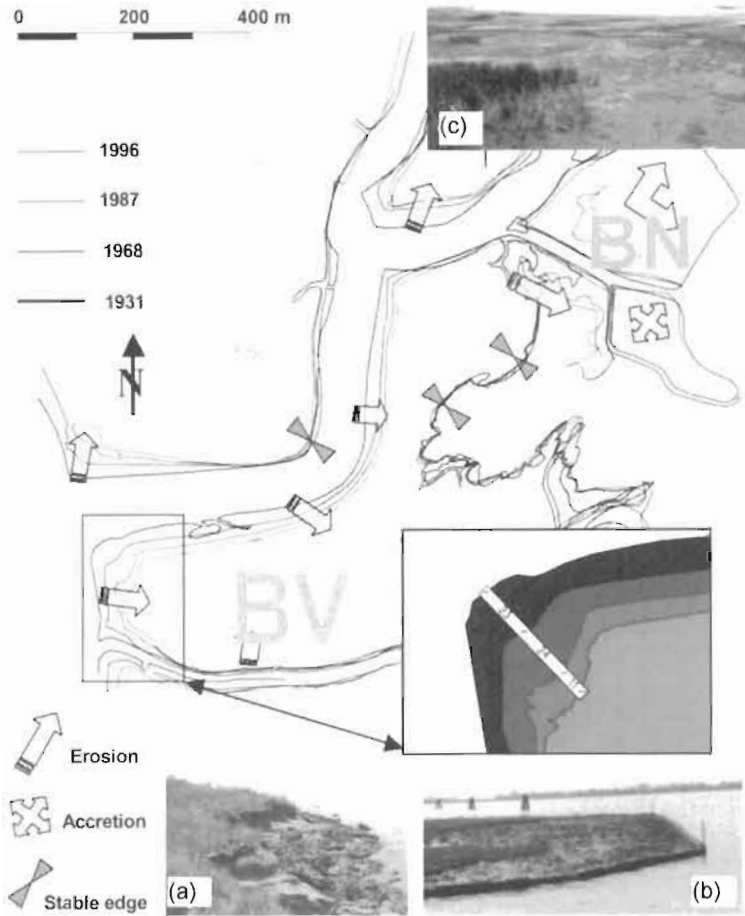 0 200 400 m
(c)
1996
1987
1968
1931
N
BN
BV
Erosion
Accretion
Stable edge
(a)
(b)